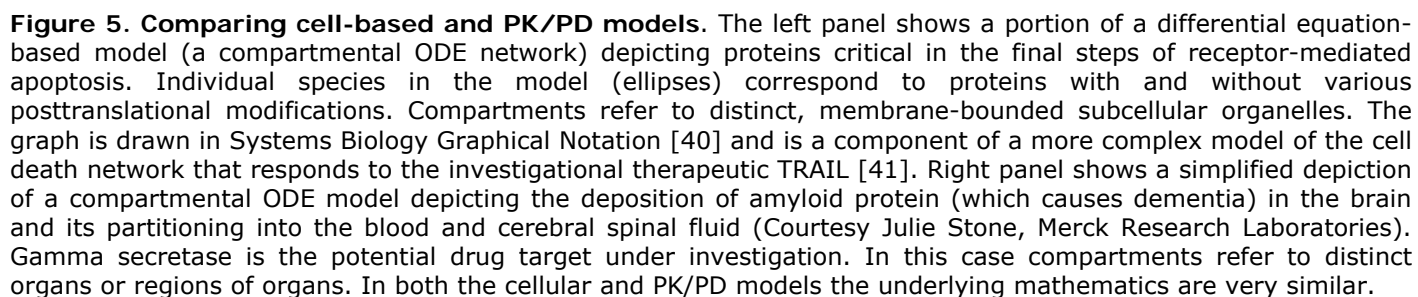 Figure 5. Comparing cell-based and PK/PD models. The left panel shows a portion of a differential equation-
based model (a compartmental ODE network) depicting proteins critical in the final steps of receptor-mediated
apoptosis. Individual species in the model (ellipses) correspond to proteins with and without various
posttranslational modifications. Compartments refer to distinct, membrane-bounded subcellular organelles. The
graph is drawn in Systems Biology Graphical Notation [40] and is a component of a more complex model of the cell
death network that responds to the investigational therapeutic TRAIL [41]. Right panel shows a simplified depiction
of a compartmental ODE model depicting the deposition of amyloid protein (which causes dementia) in the brain
and its partitioning into the blood and cerebral spinal fluid (Courtesy Julie Stone, Merck Research Laboratories).
Gamma secretase is the potential drug target under investigation. In this case compartments refer to distinct
organs or regions of organs. In both the cellular and PK/PD models the underlying mathematics are very similar.